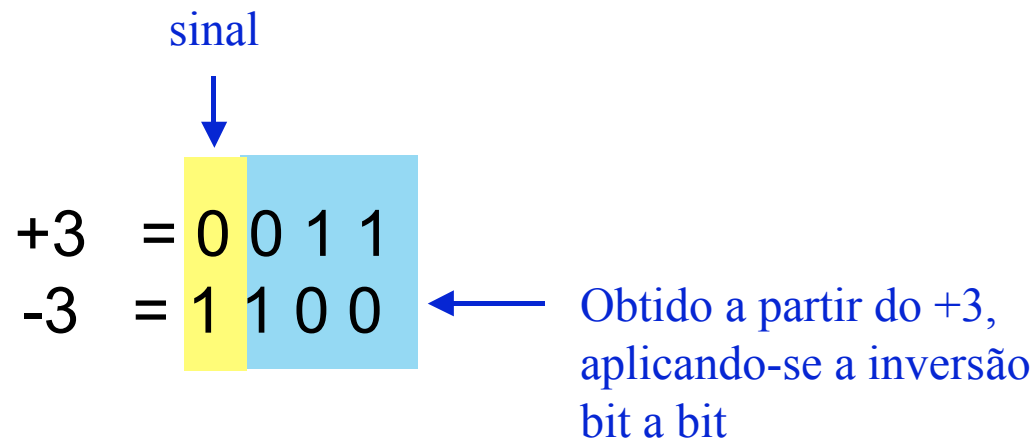 sinal
+3 = 0 0 1 1
-3 = 1 1 0 0
Obtido a partir do +3,
aplicando-se a inversão
bit a bit